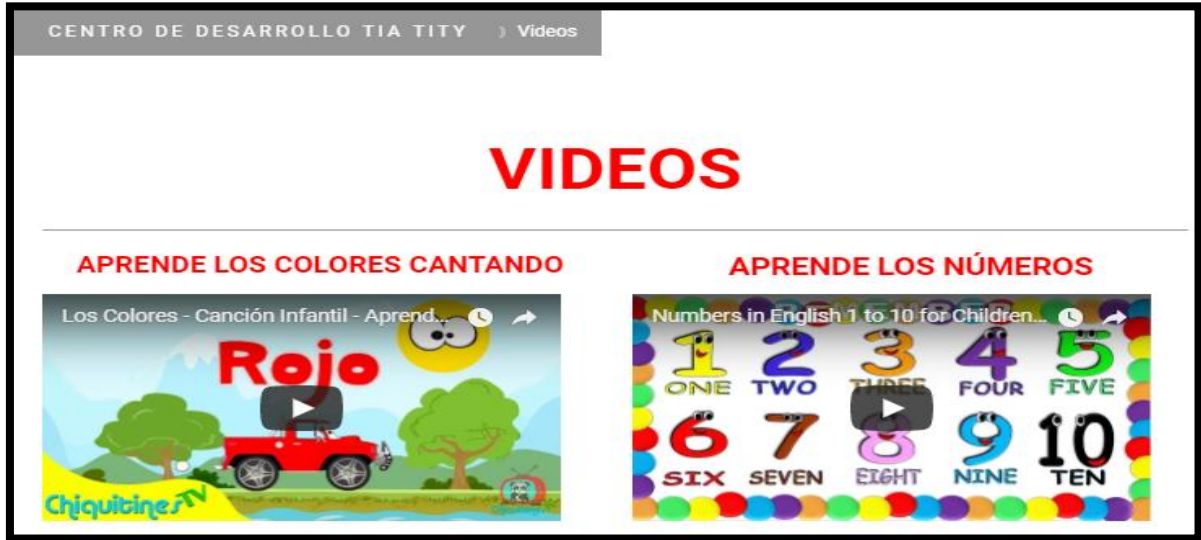 CENTRO DE DESARROLLO TIA TITY ) Videos
VIDEOS
APRENDE LOS COLORES CANTANDO
APRENDE LOS NÚMEROS
Los Colores - Canción Infantil - Aprend...
Rojo
ChiquitinesTV
Numbers in English 1 to 10 for Children...
1 2 3 4 5
ONE TWO THREE FOUR FIVE
6 7 8 9 10
SIX SEVEN EIGHT NINE TEN